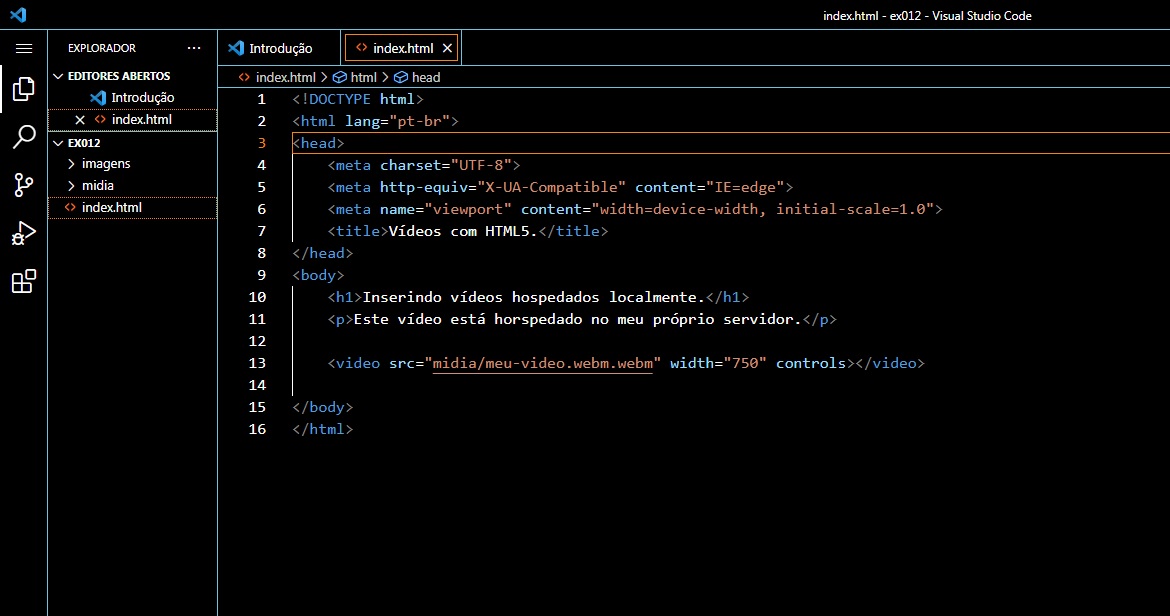 index.html - ex012 - Visual Studio Code
EXPLORADOR ···
Introdução
index.html
EDITORES ABERTOS
Introdução
index.html
EX012
imagens
midia
index.html
index.html > html > head
1 <!DOCTYPE html>
2 <html lang="pt-br">
3 <head>
4 <meta charset="UTF-8">
5 <meta http-equiv="X-UA-Compatible" content="IE=edge">
6 <meta name="viewport" content="width=device-width, initial-scale=1.0">
7 <title>Vídeos com HTML5.</title>
8 </head>
9 <body>
10 <h1>Inserindo vídeos hospedados localmente.</h1>
11 <p>Este vídeo está horspedado no meu próprio servidor.</p>
12
13 <video src="midia/meu-video.webm.webm" width="750" controls></video>
14
15 </body>
16 </html>